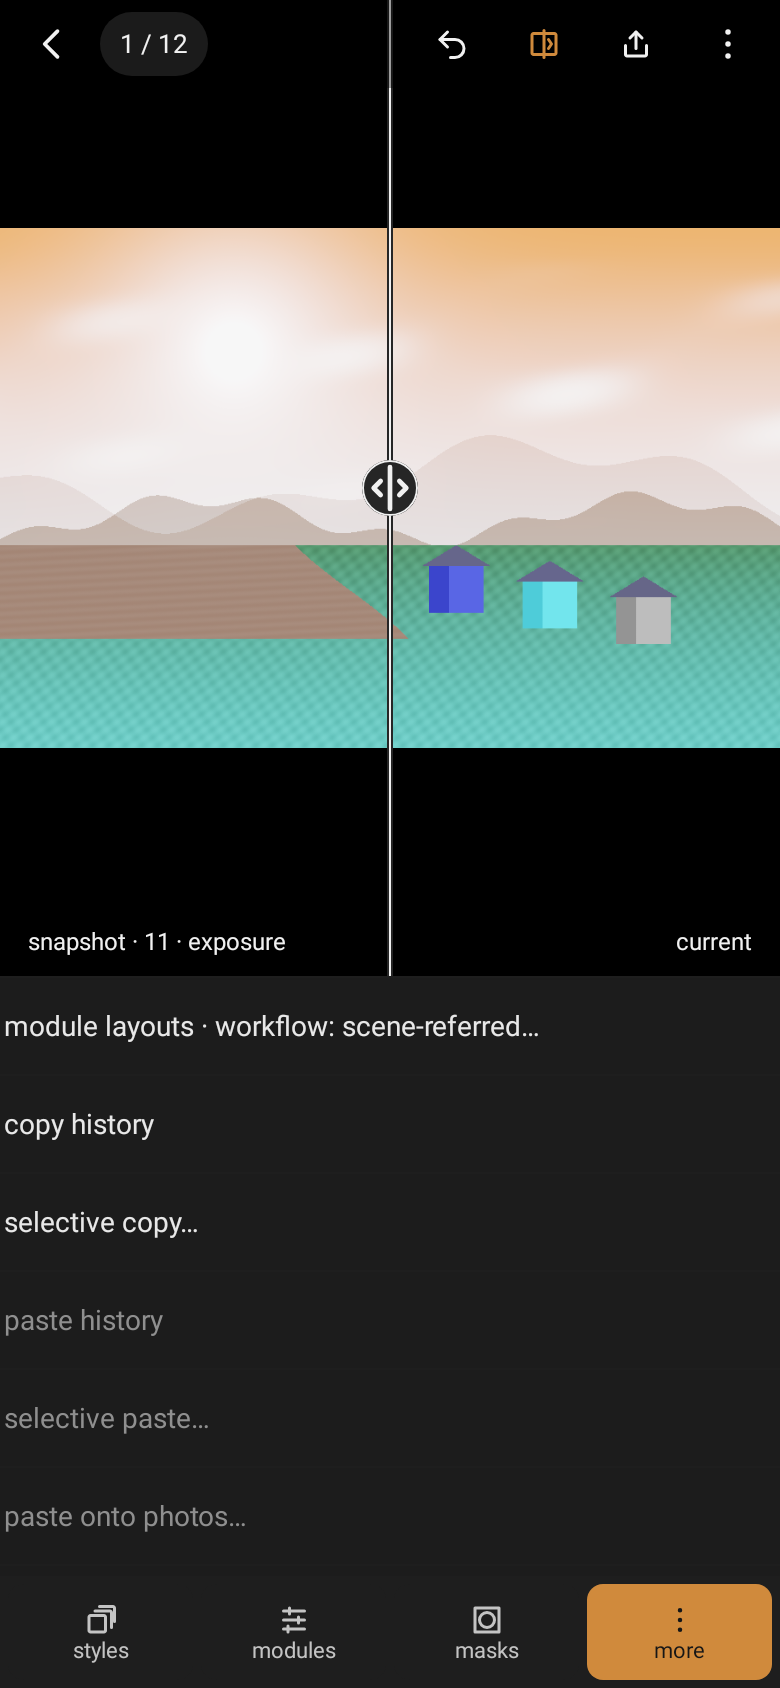 1 / 12
snapshot · 11 · exposure
current
module layouts · workflow: scene-referred…
copy history
selective copy…
paste history
selective paste…
paste onto photos…
styles
modules
masks
more